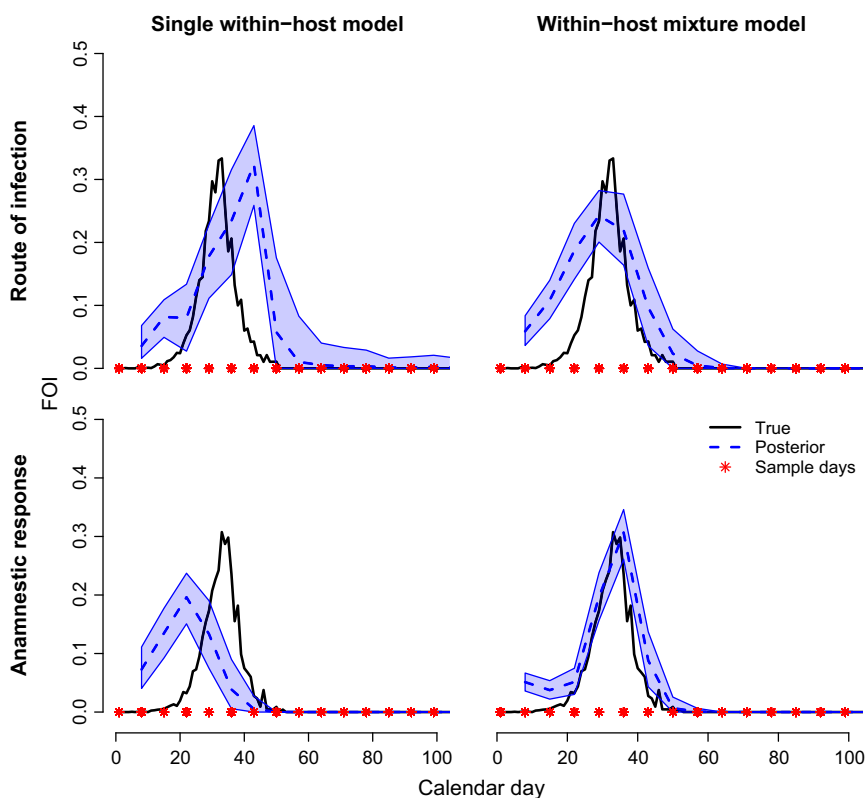 Single within−host model
Within−host mixture model
Route of infection
0.0 0.1 0.2 0.3 0.4 0.5
FOI
Anamnestic response
0.0 0.1 0.2 0.3 0.4 0.5
True
Posterior
Sample days
0 20 40 60 80 100
0 20 40 60 80 100
Calendar day